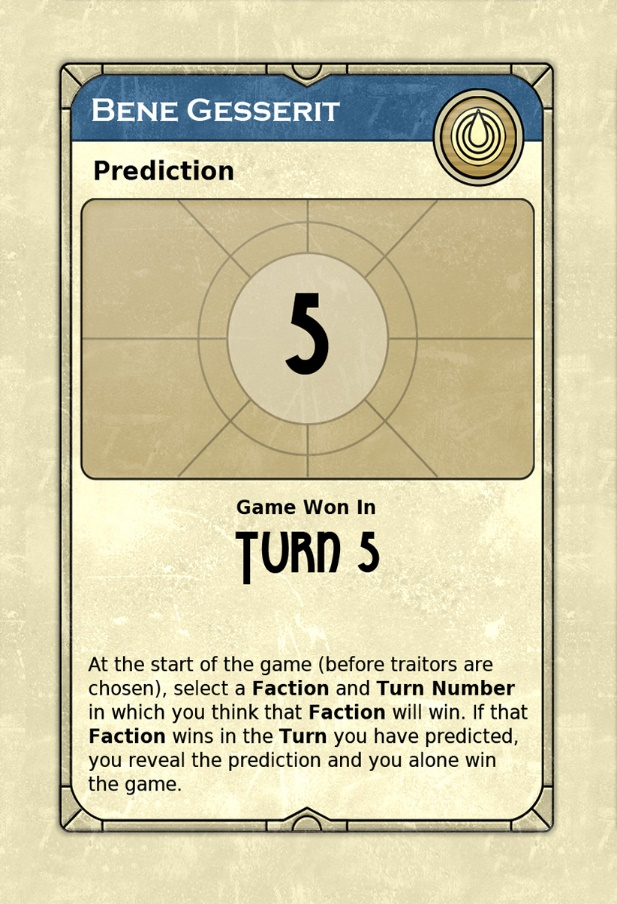 BENE GESSERIT
Prediction
5
Game Won In
TURN 5
At the start of the game (before traitors are
chosen), select a Faction and Turn Number
in which you think that Faction will win. If that
Faction wins in the Turn you have predicted,
you reveal the prediction and you alone win
the game.